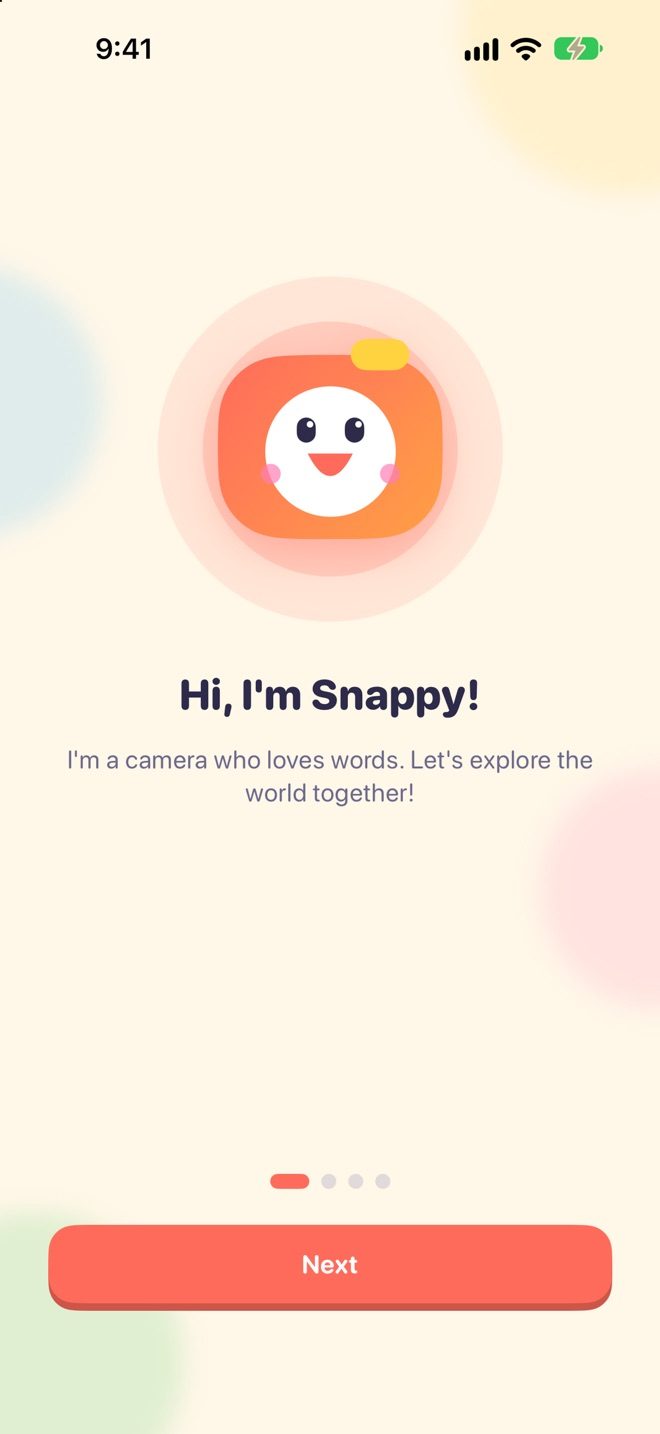 9:41
Hi, I'm Snappy!
I'm a camera who loves words. Let's explore the
world together!
Next